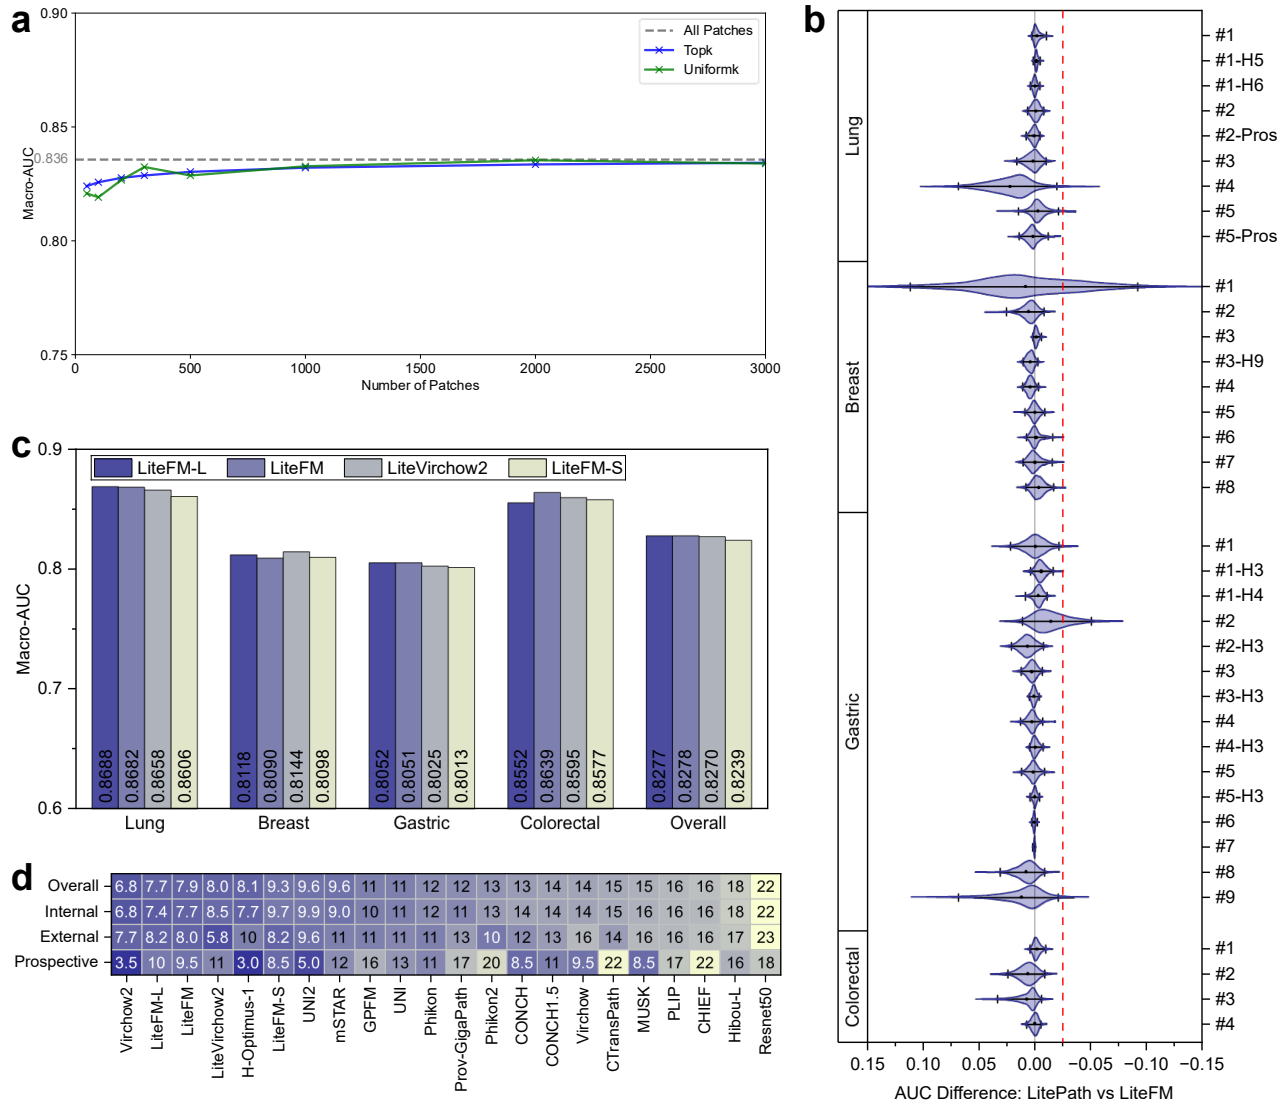 a
0.90
0.85
0.836
0.80
0.75
Macro-AUC
All Patches
Topk
Uniformk
0
500
1000
1500
2000
2500
3000
Number of Patches
b
Lung
#1
#1-H5
#1-H6
#2
#2-Pros
#3
#4
#5
#5-Pros
Breast
#1
#2
#3
#3-H9
#4
#5
#6
#7
#8
Gastric
#1
#1-H3
#1-H4
#2
#2-H3
#3
#3-H3
#4
#4-H3
#5
#5-H3
#6
#7
#8
#9
Colorectal
#1
#2
#3
#4
0.15 0.10 0.05 0.00 −0.05 −0.10 −0.15
AUC Difference: LitePath vs LiteFM
c
0.9
0.8
0.7
0.6
Macro-AUC
LiteFM-L LiteFM LiteVirchow2 LiteFM-S
0.8688 0.8682 0.8658 0.8606
0.8118 0.8090 0.8144 0.8098
0.8052 0.8051 0.8025 0.8013
0.8552 0.8639 0.8595 0.8577
0.8277 0.8278 0.8270 0.8239
Lung Breast Gastric Colorectal Overall
d
Overall 6.8 7.7 7.9 8.0 8.1 9.3 9.6 9.6 11 11 12 12 13 13 14 14 15 15 16 16 18 22
Internal 6.8 7.4 7.7 8.5 7.7 9.7 9.9 9.0 10 11 12 11 13 14 14 14 15 16 16 16 18 22
External 7.7 8.2 8.0 5.8 10 8.2 9.6 11 11 11 11 13 10 12 13 16 14 16 16 16 17 23
Prospective 3.5 10 9.5 11 3.0 8.5 5.0 12 16 13 11 17 20 8.5 11 9.5 22 8.5 17 22 16 18
Virchow2
LiteFM-L
LiteFM
LiteVirchow2
H-Optimus-1
LiteFM-S
UNI2
mSTAR
GPFM
UNI
Phikon
Prov-GigaPath
Phikon2
CONCH
CONCH1.5
Virchow
CTransPath
MUSK
PLIP
CHIEF
Hibou-L
Resnet50